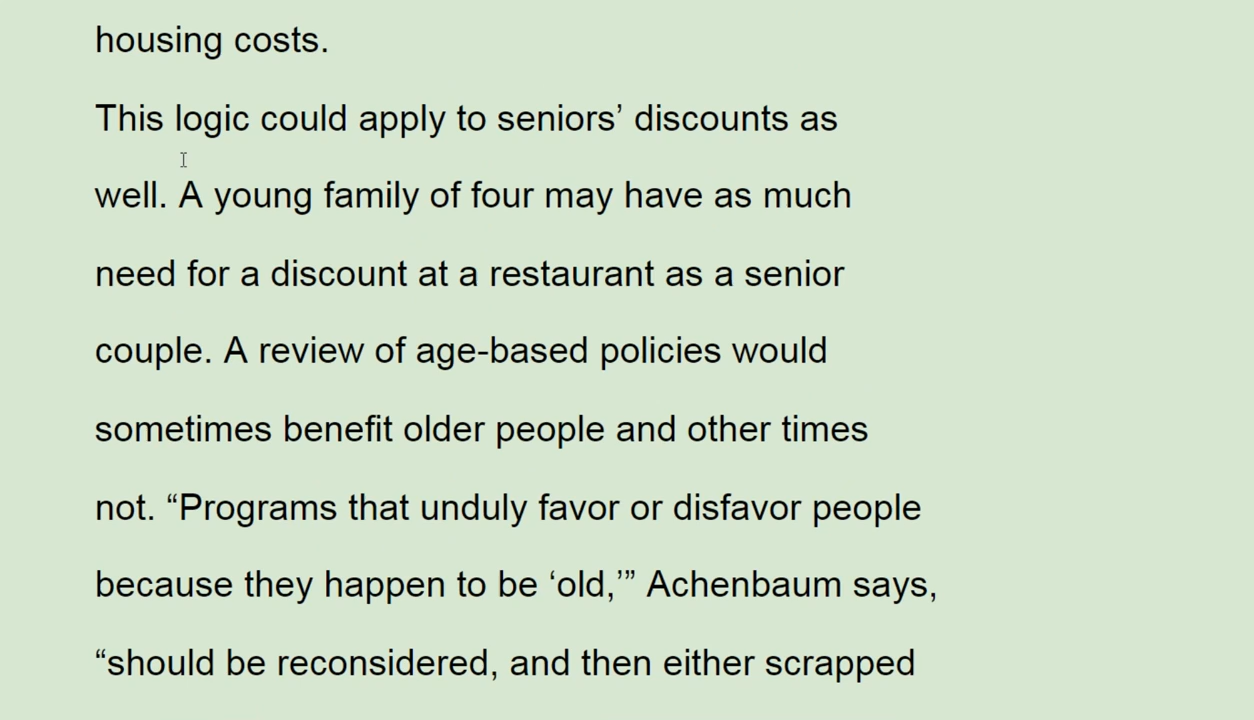 housing costs.
This logic could apply to seniors’ discounts as
well. A young family of four may have as much
need for a discount at a restaurant as a senior
couple. A review of age-based policies would
sometimes benefit older people and other times
not. “Programs that unduly favor or disfavor people
because they happen to be ‘old,’” Achenbaum says,
“should be reconsidered, and then either scrapped